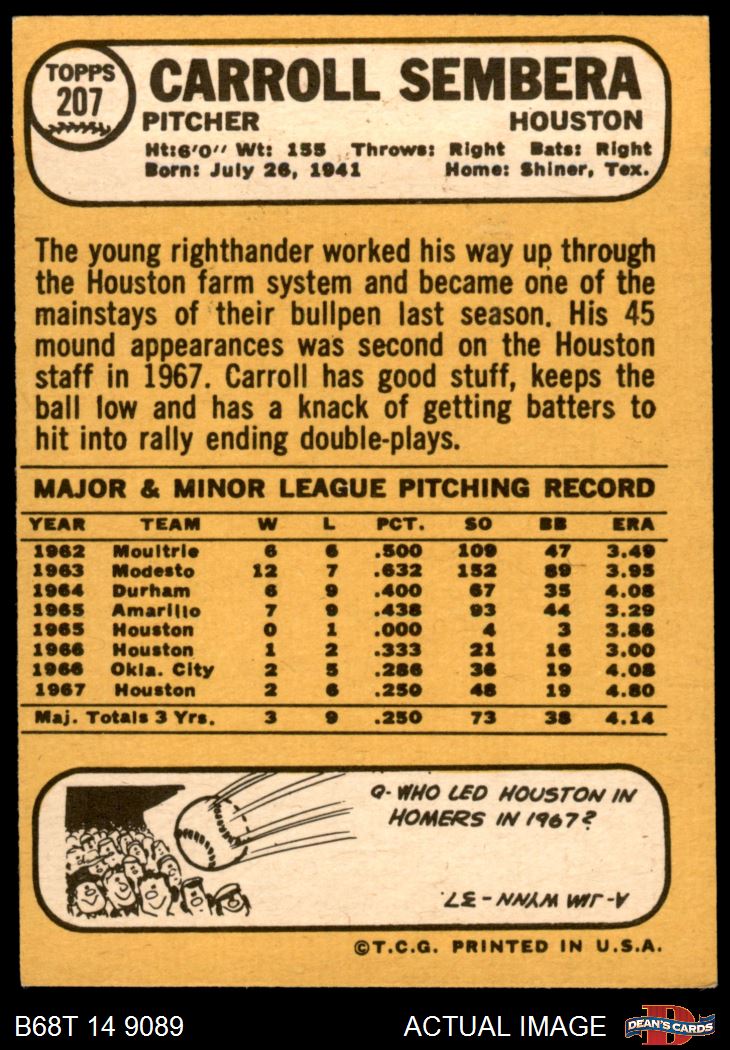 TOPPS
207
CARROLL SEMBERA
PITCHER HOUSTON
Ht:6'0" Wt: 155 Throws: Right Bats: Right
Born: July 26, 1941 Home: Shiner, Tex.
The young righthander worked his way up through
the Houston farm system and became one of the
mainstays of their bullpen last season. His 45
mound appearances was second on the Houston
staff in 1967. Carroll has good stuff, keeps the
ball low and has a knack of getting batters to
hit into rally ending double-plays.
MAJOR & MINOR LEAGUE PITCHING RECORD
YEAR TEAM W L PCT. SO BB ERA
1962 Moultrie 6 6 .500 109 47 3.49
1963 Modesto 12 7 .632 152 89 3.95
1964 Durham 6 9 .400 67 35 4.08
1965 Amarillo 7 9 .438 93 44 3.29
1965 Houston 0 1 .000 4 3 3.86
1966 Houston 1 2 .333 21 16 3.00
1966 Okla. City 2 5 .286 36 19 4.08
1967 Houston 2 6 .250 48 19 4.80
Maj. Totals 3 Yrs. 3 9 .250 73 38 4.14
Q-WHO LED HOUSTON IN
HOMERS IN 1967?
A-JIM WYNN-37.
©T.C.G. PRINTED IN U.S.A.
B68T 14 9089 ACTUAL IMAGE
D
DEAN'S CARDS